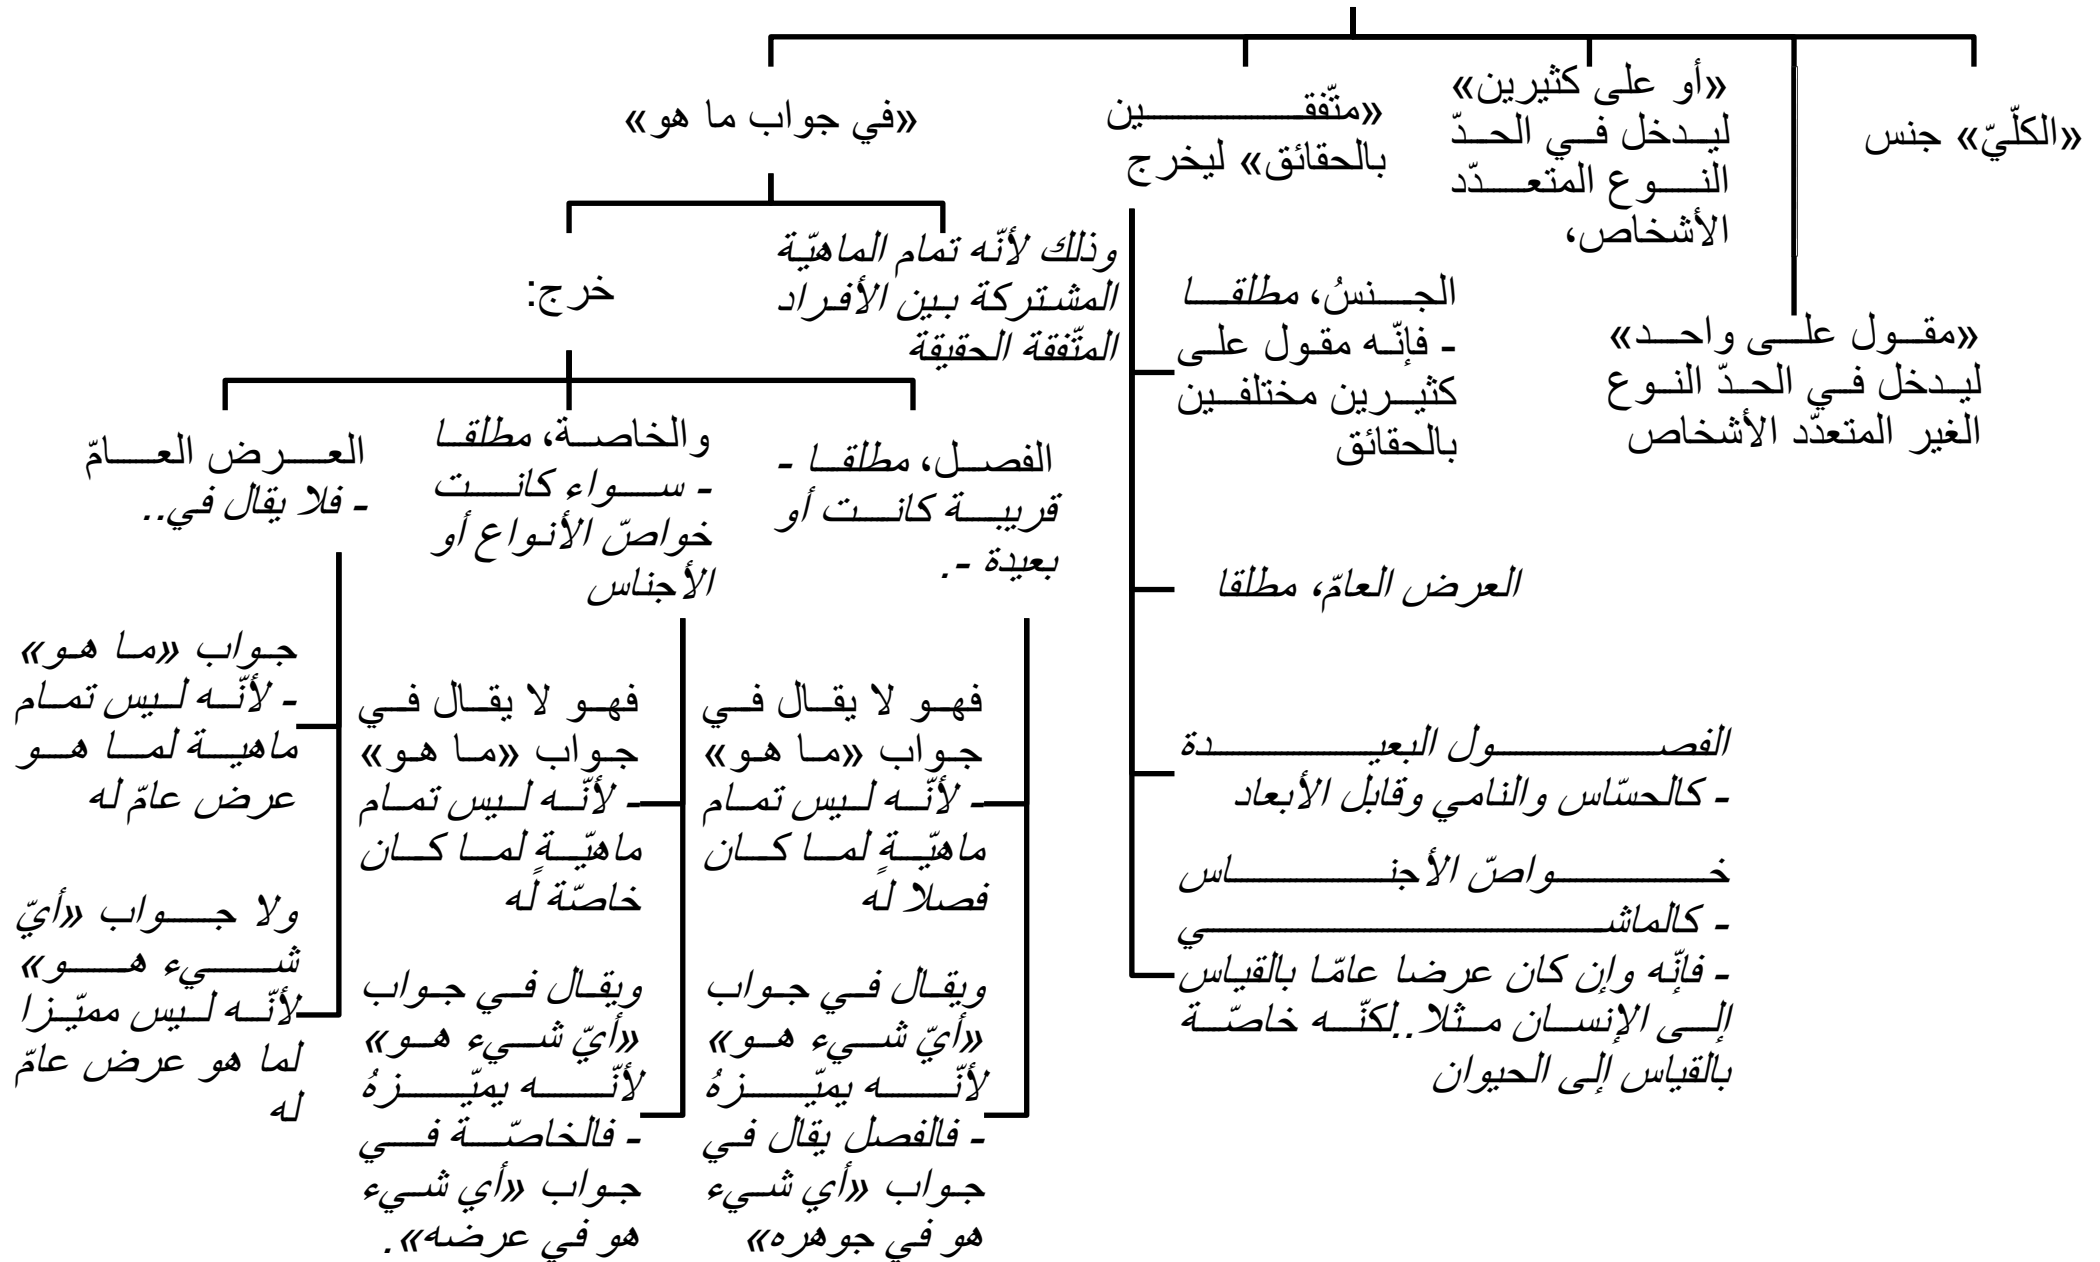 «الكلّيّ» جنس
«مقول على واحد»
ليدخل في الحدّ النوع
الغير المتعدّد الأشخاص
«أو على كثيرين»
ليدخل في الحدّ
النوع المتعدّد
الأشخاص،
«متّفقين
بالحقائق» ليخرج
الجنسُ، مطلقا
- فإنّه مقول على
كثيرين مختلفين
بالحقائق
العرض العامّ، مطلقا
الفصول البعيدة
- كالحسّاس والنامي وقابل الأبعاد
خواصّ الأجناس
- كالماشي
- فإنّه وإن كان عرضا عامّا بالقياس
إلى الإنسان مثلا..لكنّه خاصّة
بالقياس إلى الحيوان
«في جواب ما هو»
وذلك لأنّه تمام الماهيّة
المشتركة بين الأفراد
المتّفقة الحقيقة
خرج:
الفصل، مطلقا -
قريبة كانت أو
بعيدة -.
فهو لا يقال في
جواب «ما هو»
- لأنّه ليس تمام
ماهيّةٍ لما كان
فصلا له
ويقال في جواب
«أيّ شيء هو»
لأنّه يميّزهُ
- فالفصل يقال في
جواب «أي شيء
هو في جوهره»
والخاصة، مطلقا
- سواء كانت
خواصّ الأنواع أو
الأجناس
فهو لا يقال في
جواب «ما هو»
- لأنّه ليس تمام
ماهيّةٍ لما كان
خاصّة له
ويقال في جواب
«أيّ شيء هو»
لأنّه يميّزهُ
- فالخاصّة في
جواب «أي شيء
هو في عرضه».
العرض العامّ
- فلا يقال في..
جواب «ما هو»
- لأنّه ليس تمام
ماهية لما هو
عرض عامّ له
ولا جواب «أيّ
شيء هو»
لأنّه ليس مميّزا
لما هو عرض عامّ
له